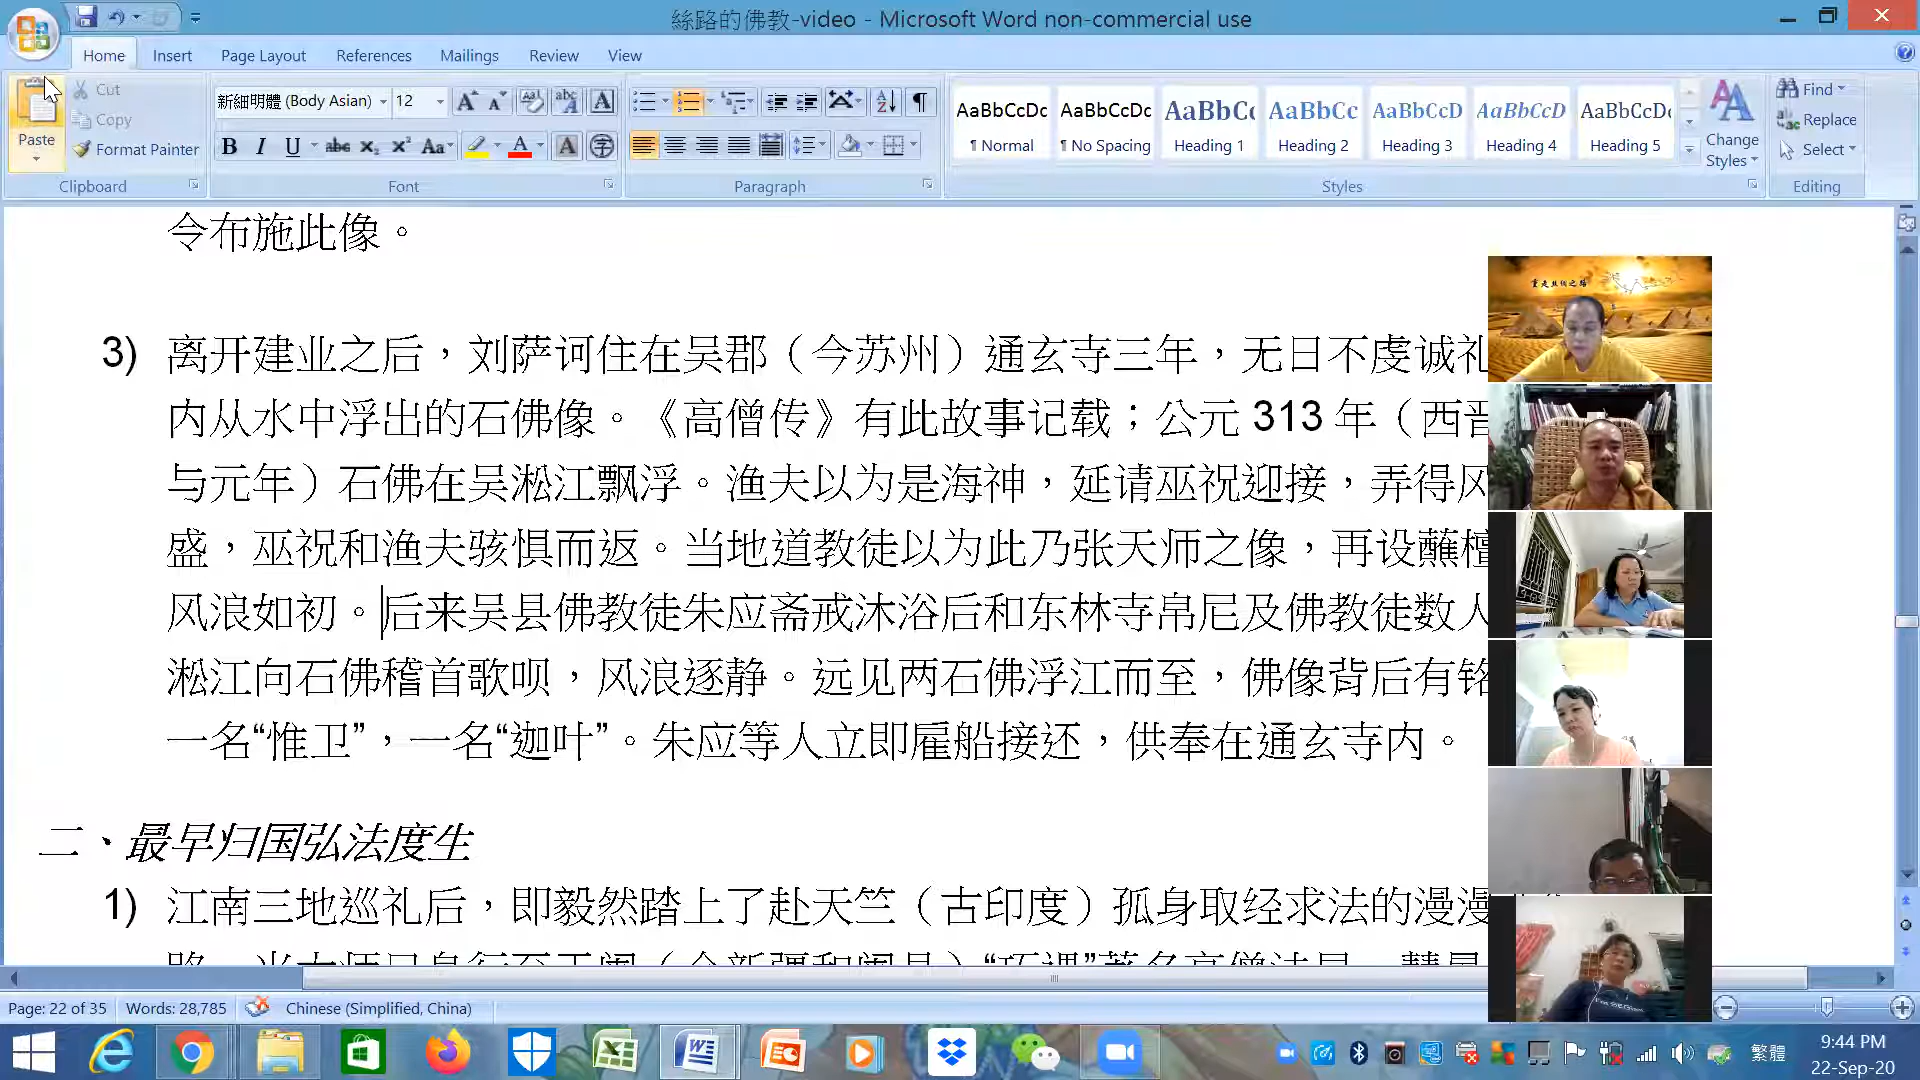 絲路的佛教-video - Microsoft Word non-commercial use
Home Insert Page Layout References Mailings Review View
Paste
Cut
Copy
Format Painter
Clipboard
新細明體 (Body Asian) 12
Font
Paragraph
AaBbCcDc AaBbCcDc AaBbC AaBbCc AaBbCcD AaBbCcD AaBbCcDc
¶ Normal ¶ No Spacing Heading 1 Heading 2 Heading 3 Heading 4 Heading 5
Change Styles
Styles
Find
Replace
Select
Editing
令布施此像。
3) 离开建业之后，刘萨诃住在吴郡（今苏州）通玄寺三年，无日不虔诚礼
内从水中浮出的石佛像。《高僧传》有此故事记载；公元 313 年（西晋
与元年）石佛在吴淞江飘浮。渔夫以为是海神，延请巫祝迎接，弄得风
盛，巫祝和渔夫骇惧而返。当地道教徒以为此乃张天师之像，再设蘸檀
风浪如初。后来吴县佛教徒朱应斋戒沐浴后和东林寺帛尼及佛教徒数人
淞江向石佛稽首歌呗，风浪逐静。远见两石佛浮江而至，佛像背后有铭
一名“惟卫”，一名“迦叶”。朱应等人立即雇船接还，供奉在通玄寺内。
二、最早归国弘法度生
1) 江南三地巡礼后，即毅然踏上了赴天竺（古印度）孤身取经求法的漫漫
重走丝绸之路
Page: 22 of 35 Words: 28,785 Chinese (Simplified, China)
繁體
9:44 PM
22-Sep-20